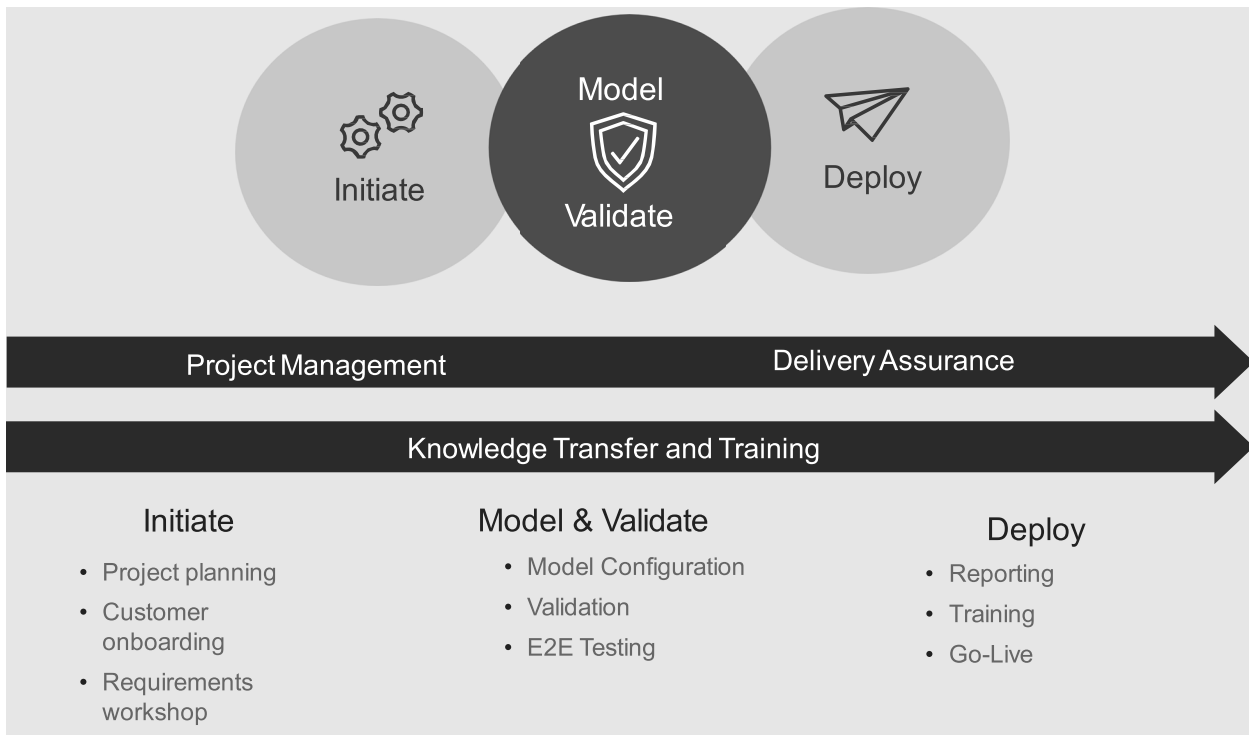 Initiate
Model
Validate
Deploy
Project Management
Delivery Assurance
Knowledge Transfer and Training
Initiate
• Project planning
• Customer
onboarding
• Requirements
workshop
Model & Validate
• Model Configuration
• Validation
• E2E Testing
Deploy
• Reporting
• Training
• Go-Live